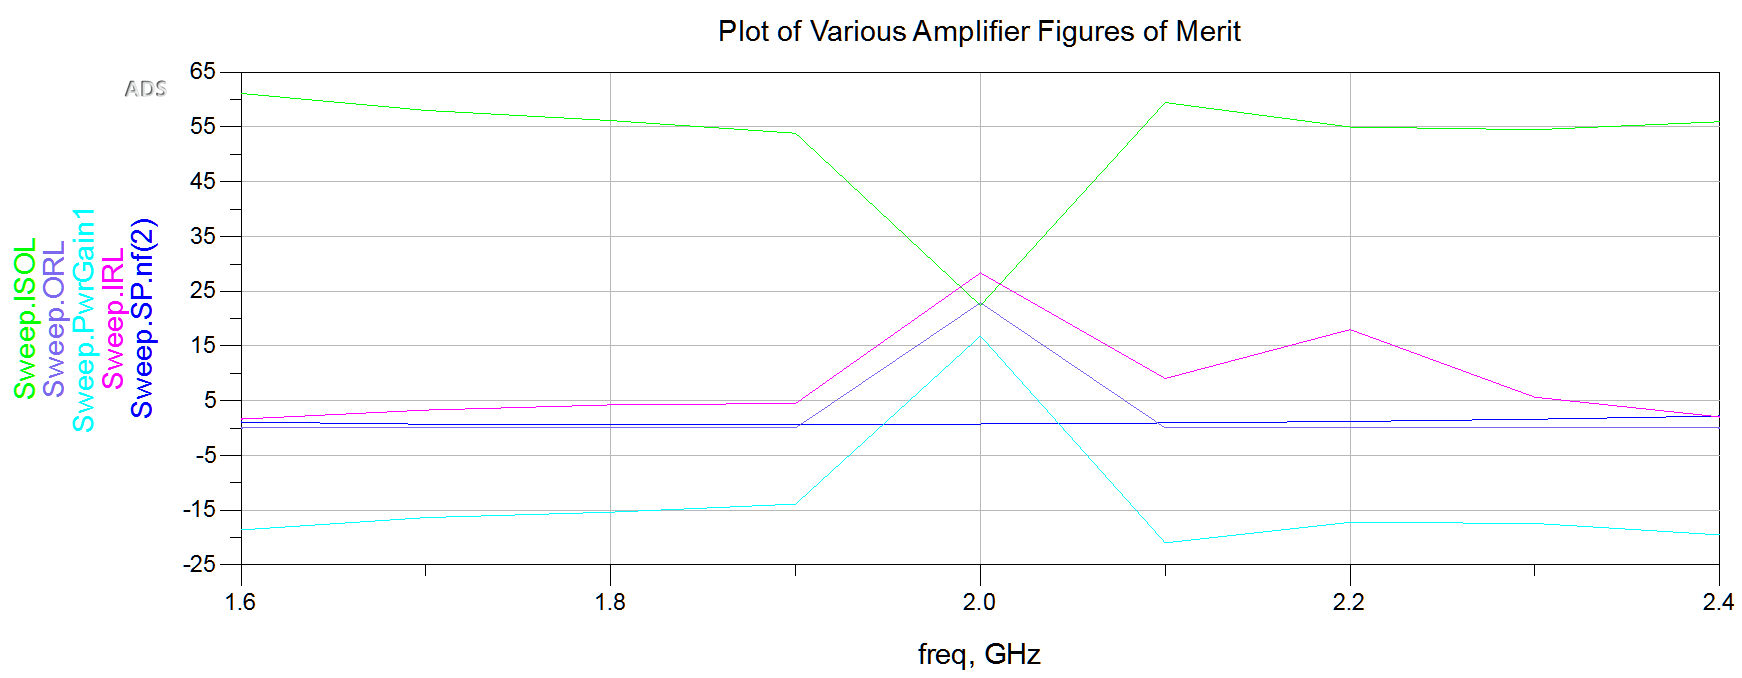 Plot of Various Amplifier Figures of Merit
ADS
65
55
45
35
25
15
5
-5
-15
-25
Sweep.ISOL
Sweep.ORL
Sweep.PwrGain1
Sweep.IRL
Sweep.SP.nf(2)
1.6
1.8
2.0
2.2
2.4
freq, GHz